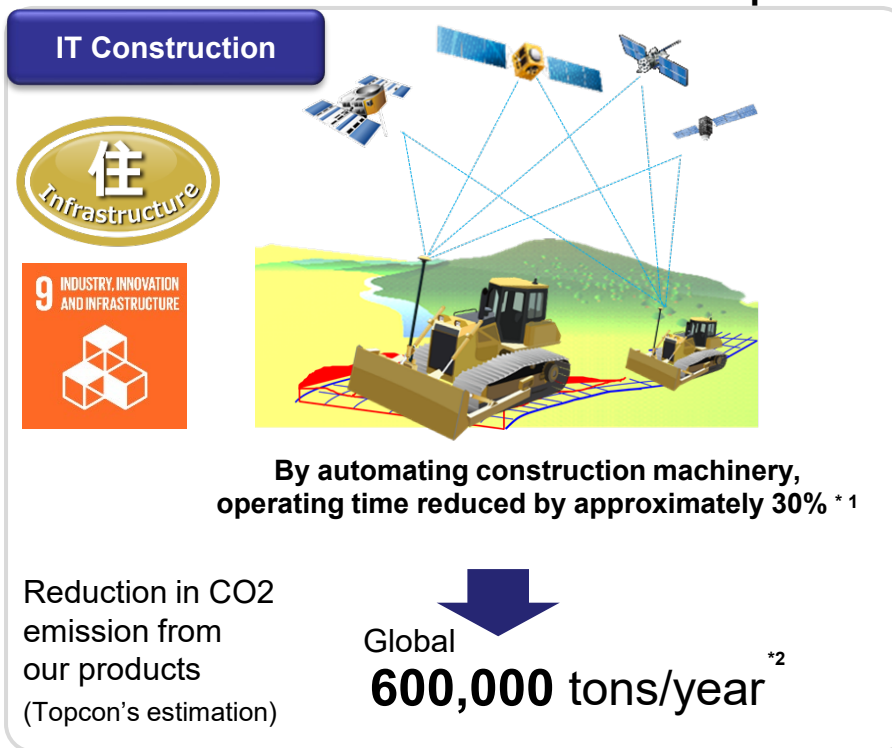 IT Construction
住
Infrastructure
9 INDUSTRY, INNOVATION
AND INFRASTRUCTURE
By automating construction machinery,
operating time reduced by approximately 30% * 1
Reduction in CO2
emission from
our products
(Topcon's estimation)
Global
600,000 tons/year *2